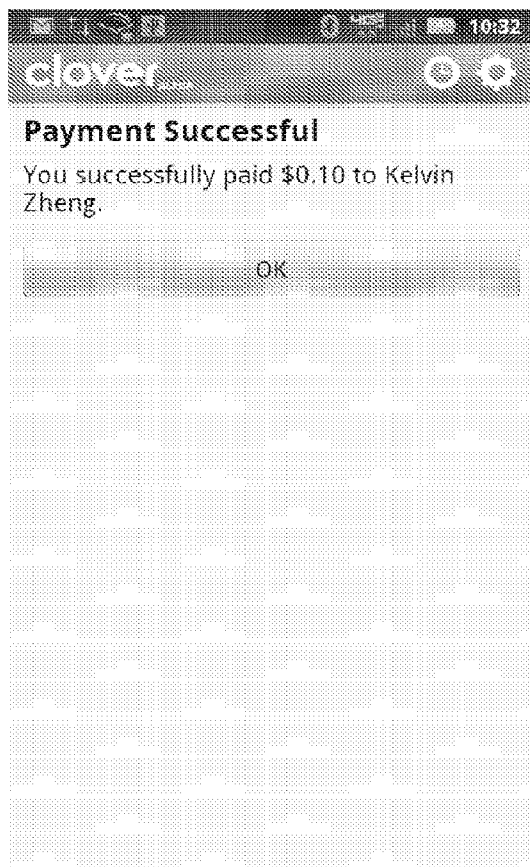 10:32
clover
Payment Successful
You successfully paid $0.10 to Kelvin
Zheng.
OK